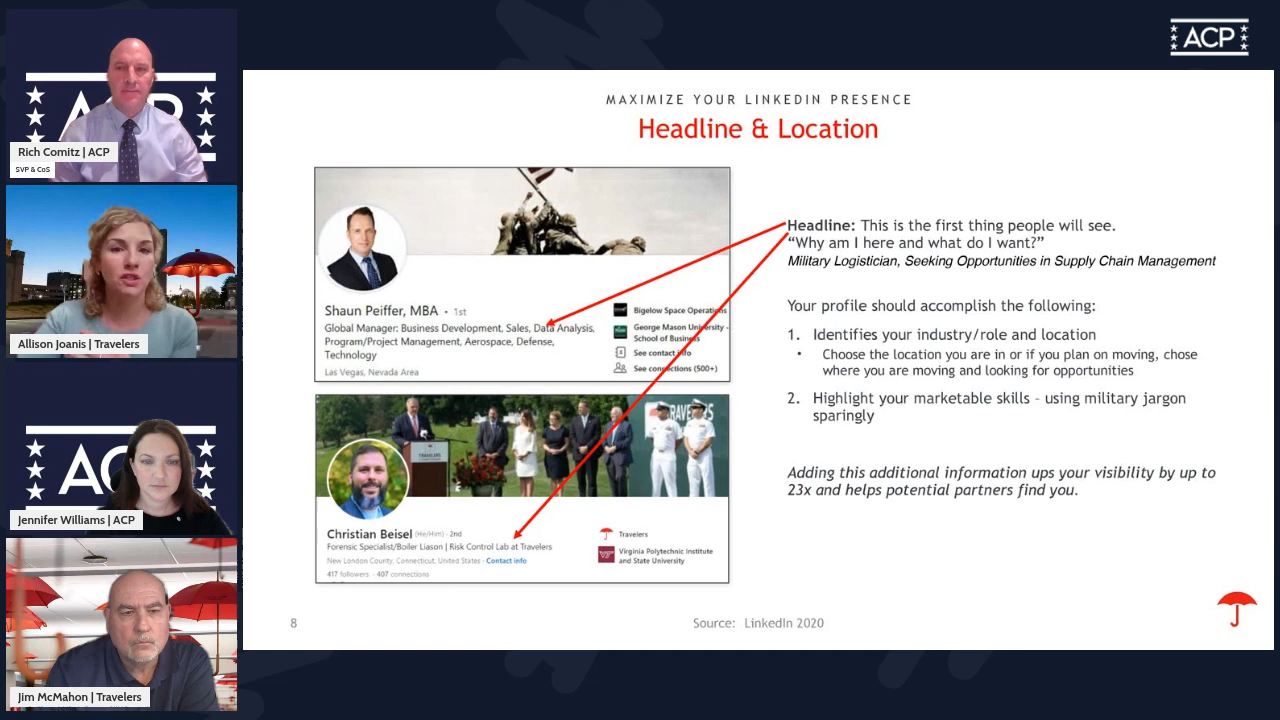 ACP
Rich Comitz | ACP
SVP & CoS
Allison Joanis | Travelers
AC
Jennifer Williams | ACP
Jim McMahon | Travelers
ACP
MAXIMIZE YOUR LINKEDIN PRESENCE
Headline & Location
Shaun Peiffer, MBA • 1st
Global Manager: Business Development, Sales, Data Analysis,
Program/Project Management, Aerospace, Defense,
Technology
Las Vegas, Nevada Area
Bigelow Space Operations
George Mason University -
School of Business
See contact info
See connections (500+)
TRAVELERS
Christian Beisel (He/Him) · 2nd
Forensic Specialist/Boiler Liason | Risk Control Lab at Travelers
New London County, Connecticut, United States · Contact info
417 followers · 407 connections
Travelers
Virginia Polytechnic Institute
and State University
Headline: This is the first thing people will see.
“Why am I here and what do I want?”
Military Logistician, Seeking Opportunities in Supply Chain Management
Your profile should accomplish the following:
1. Identifies your industry/role and location
• Choose the location you are in or if you plan on moving, chose
where you are moving and looking for opportunities
2. Highlight your marketable skills – using military jargon
sparingly
Adding this additional information ups your visibility by up to
23x and helps potential partners find you.
8
Source: LinkedIn 2020